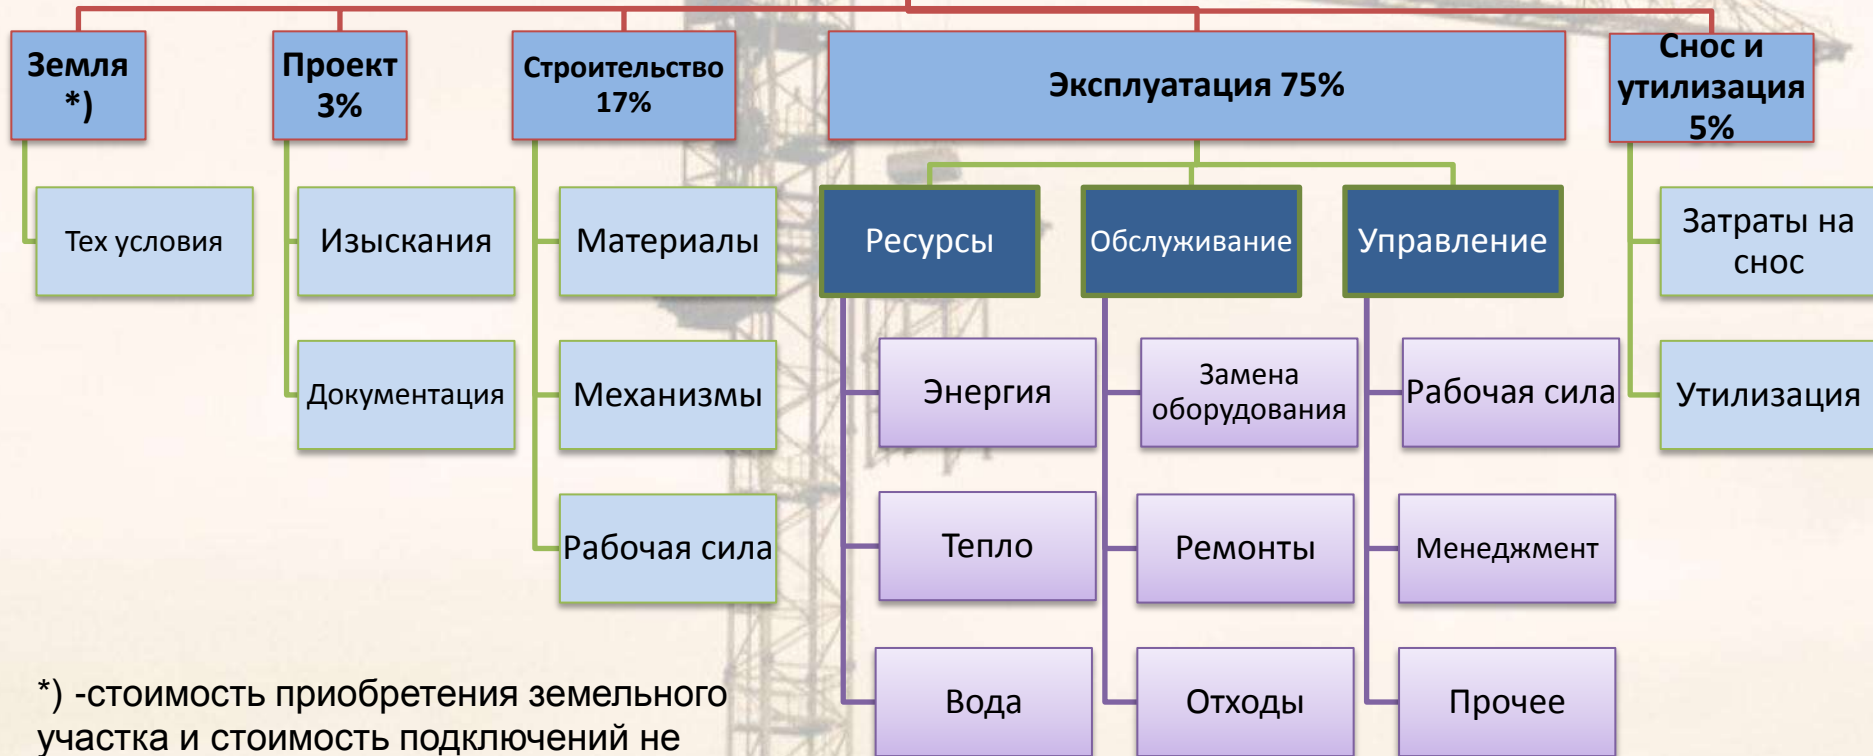 Земля
*)
Проект
3%
Строительство
17%
Эксплуатация 75%
Снос и
утилизация
5%
Тех условия
Изыскания
Материалы
Ресурсы
Обслуживание
Управление
Затраты на
снос
Документация
Механизмы
Энергия
Замена
оборудования
Рабочая сила
Утилизация
Рабочая сила
Тепло
Ремонты
Менеджмент
Вода
Отходы
Прочее
*) -стоимость приобретения земельного
участка и стоимость подключений не